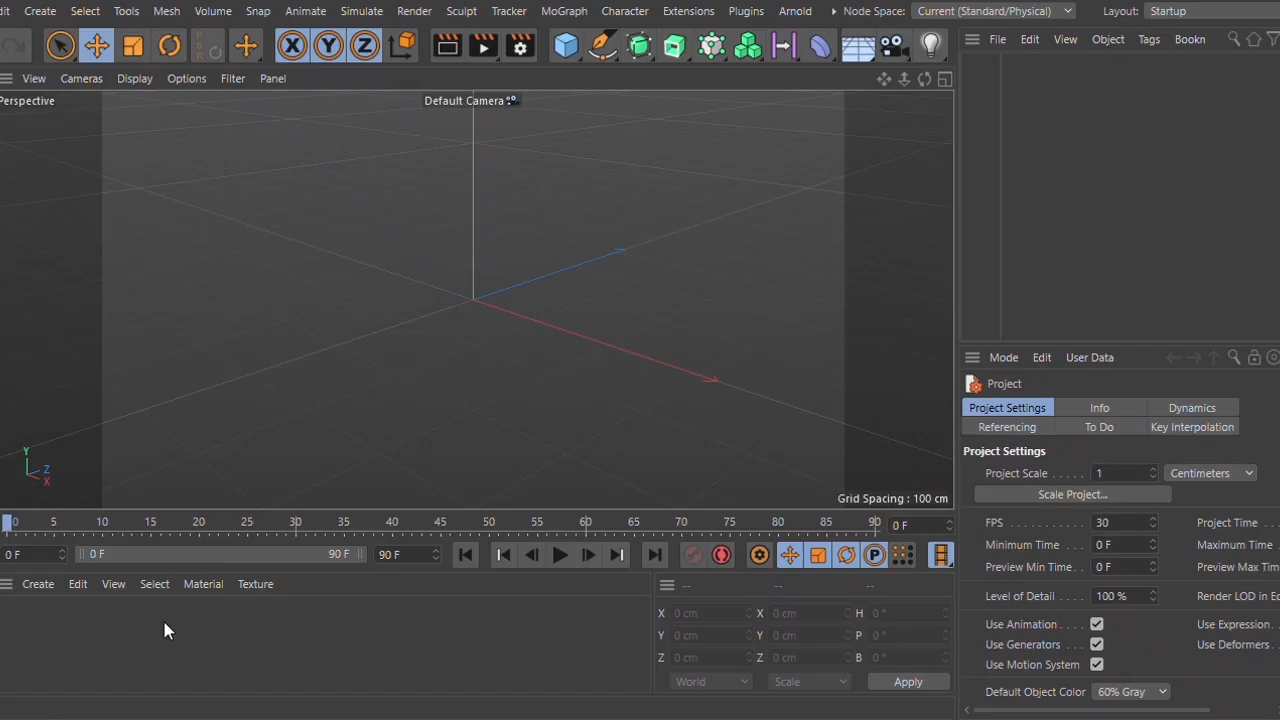 dit Create Select Tools Mesh Volume Snap Animate Simulate Render Sculpt Tracker MoGraph Character Extensions Plugins Arnold Node Space: Current (Standard/Physical) Layout: Startup
PSR X Y Z
File Edit View Object Tags Bookn
View Cameras Display Options Filter Panel
Perspective
Default Camera
Y
Z
X
Grid Spacing : 100 cm
0 5 10 15 20 25 30 35 40 45 50 55 60 65 70 75 80 85 90 0 F
0 F 0 F 90 F 90 F P
Create Edit View Select Material Texture
-- -- --
X 0 cm X 0 cm H 0 °
Y 0 cm Y 0 cm P 0 °
Z 0 cm Z 0 cm B 0 °
World Scale Apply
Mode Edit User Data
Project
Project Settings Info Dynamics
Referencing To Do Key Interpolation
Project Settings
Project Scale . . . . . 1 Centimeters
Scale Project...
FPS . . . . . . . . . . 30 Project Time
Minimum Time . . 0 F Maximum Time
Preview Min Time . . 0 F Preview Max Tim
Level of Detail . . . . 100 % Render LOD in Ed
Use Animation . . . . Use Expression .
Use Generators . . . Use Deformers . .
Use Motion System
Default Object Color 60% Gray